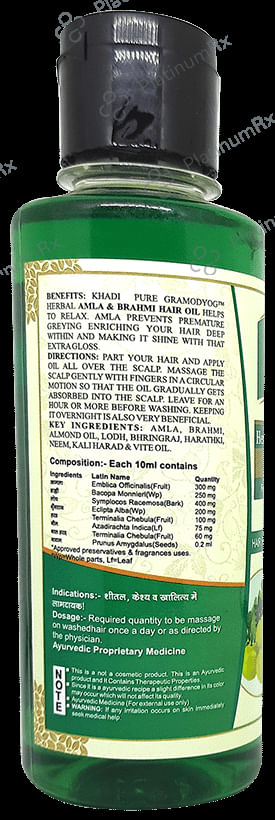 BENEFITS: KHADI PURE GRAMODYOG™
HERBAL AMLA & BRAHMI HAIR OIL HELPS
TO RELAX. AMLA PREVENTS PREMATURE
GREYING ENRICHING YOUR HAIR DEEP
WITHIN AND MAKING IT SHINE WITH THAT
EXTRA GLOSS.
DIRECTIONS: PART YOUR HAIR AND APPLY
OIL ALL OVER THE SCALP. MASSAGE THE
SCALP GENTLY WITH FINGERS IN A CIRCULAR
MOTION SO THAT THE OIL GRADUALLY GETS
ABSORBED INTO THE SCALP. LEAVE FOR AN
HOUR OR MORE BEFORE WASHING. KEEPING
IT OVERNIGHT IS ALSO VERY BENEFICIAL.
KEY INGREDIENTS: AMLA, BRAHMI,
ALMOND OIL, LODH, BHRINGRAJ, HARATHKI,
NEEM, KALI HARAD & VITE OIL.
Composition:- Each 10ml contains
Ingredients Latin Name Quantity
Emblica Officinalis(Fruit) 300 mg
Bacopa Monnieri(Wp) 250 mg
Symplocos Racemosa(Bark) 400 mg
Eclipta Alba(Wp) 200 mg
Terminalia Chebula(Fruit) 100 mg
Azadirachta Indica(Lf) 75 mg
Terminalia Chebula(Fruit) 60 mg
Prunus Amygdalus(Seeds) 0.2 ml
*Approved preservatives & fragrances uses.
Wp=Whole parts, Lf=Leaf
Indications:- शीतल, केश्य व खालित्य में
लाभदायक!
Dosage:- Required quantity to be massage
on washedhair once a day or as directed by
the physician.
Ayurvedic Proprietary Medicine
NOTE
This is a not a cosmetic product. This is an Ayurvedic
product and It Contains Therapeutic Properties.
Since it is a ayurvedic recipe a slight difference in its color
may occur which will not affect its quality.
Ayurvedic Medicine (For external use only)
WARNING: If any Irritation occurs on skin immediately
seek medical help
PlatinumRx